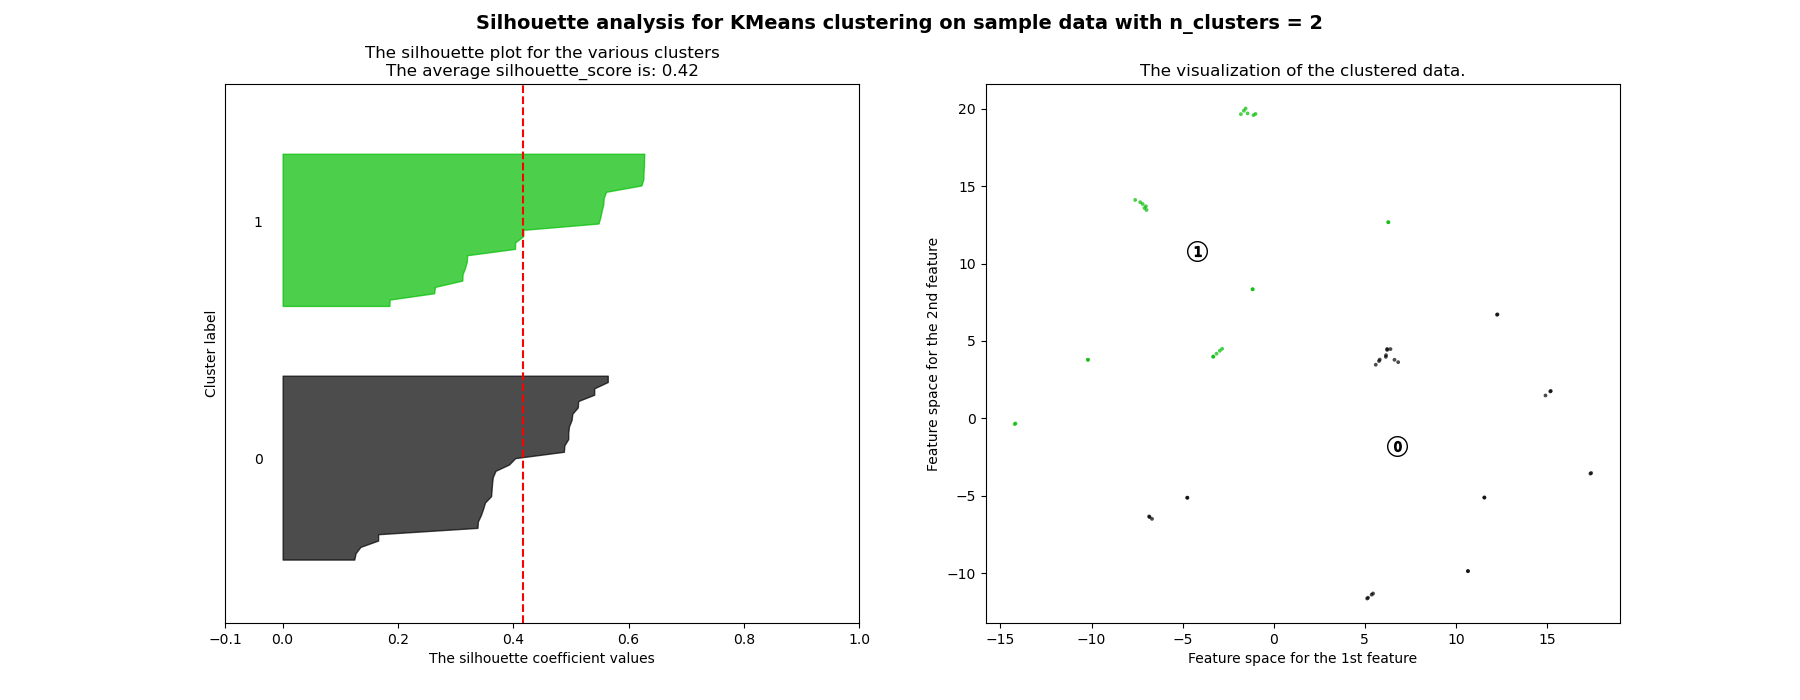 Silhouette analysis for KMeans clustering on sample data with n_clusters = 2
The silhouette plot for the various clusters
The average silhouette_score is: 0.42
Cluster label
1
0
−0.1 0.0 0.2 0.4 0.6 0.8 1.0
The silhouette coefficient values
The visualization of the clustered data.
Feature space for the 2nd feature
20
15
10
5
0
−5
−10
1
0
−15 −10 −5 0 5 10 15
Feature space for the 1st feature